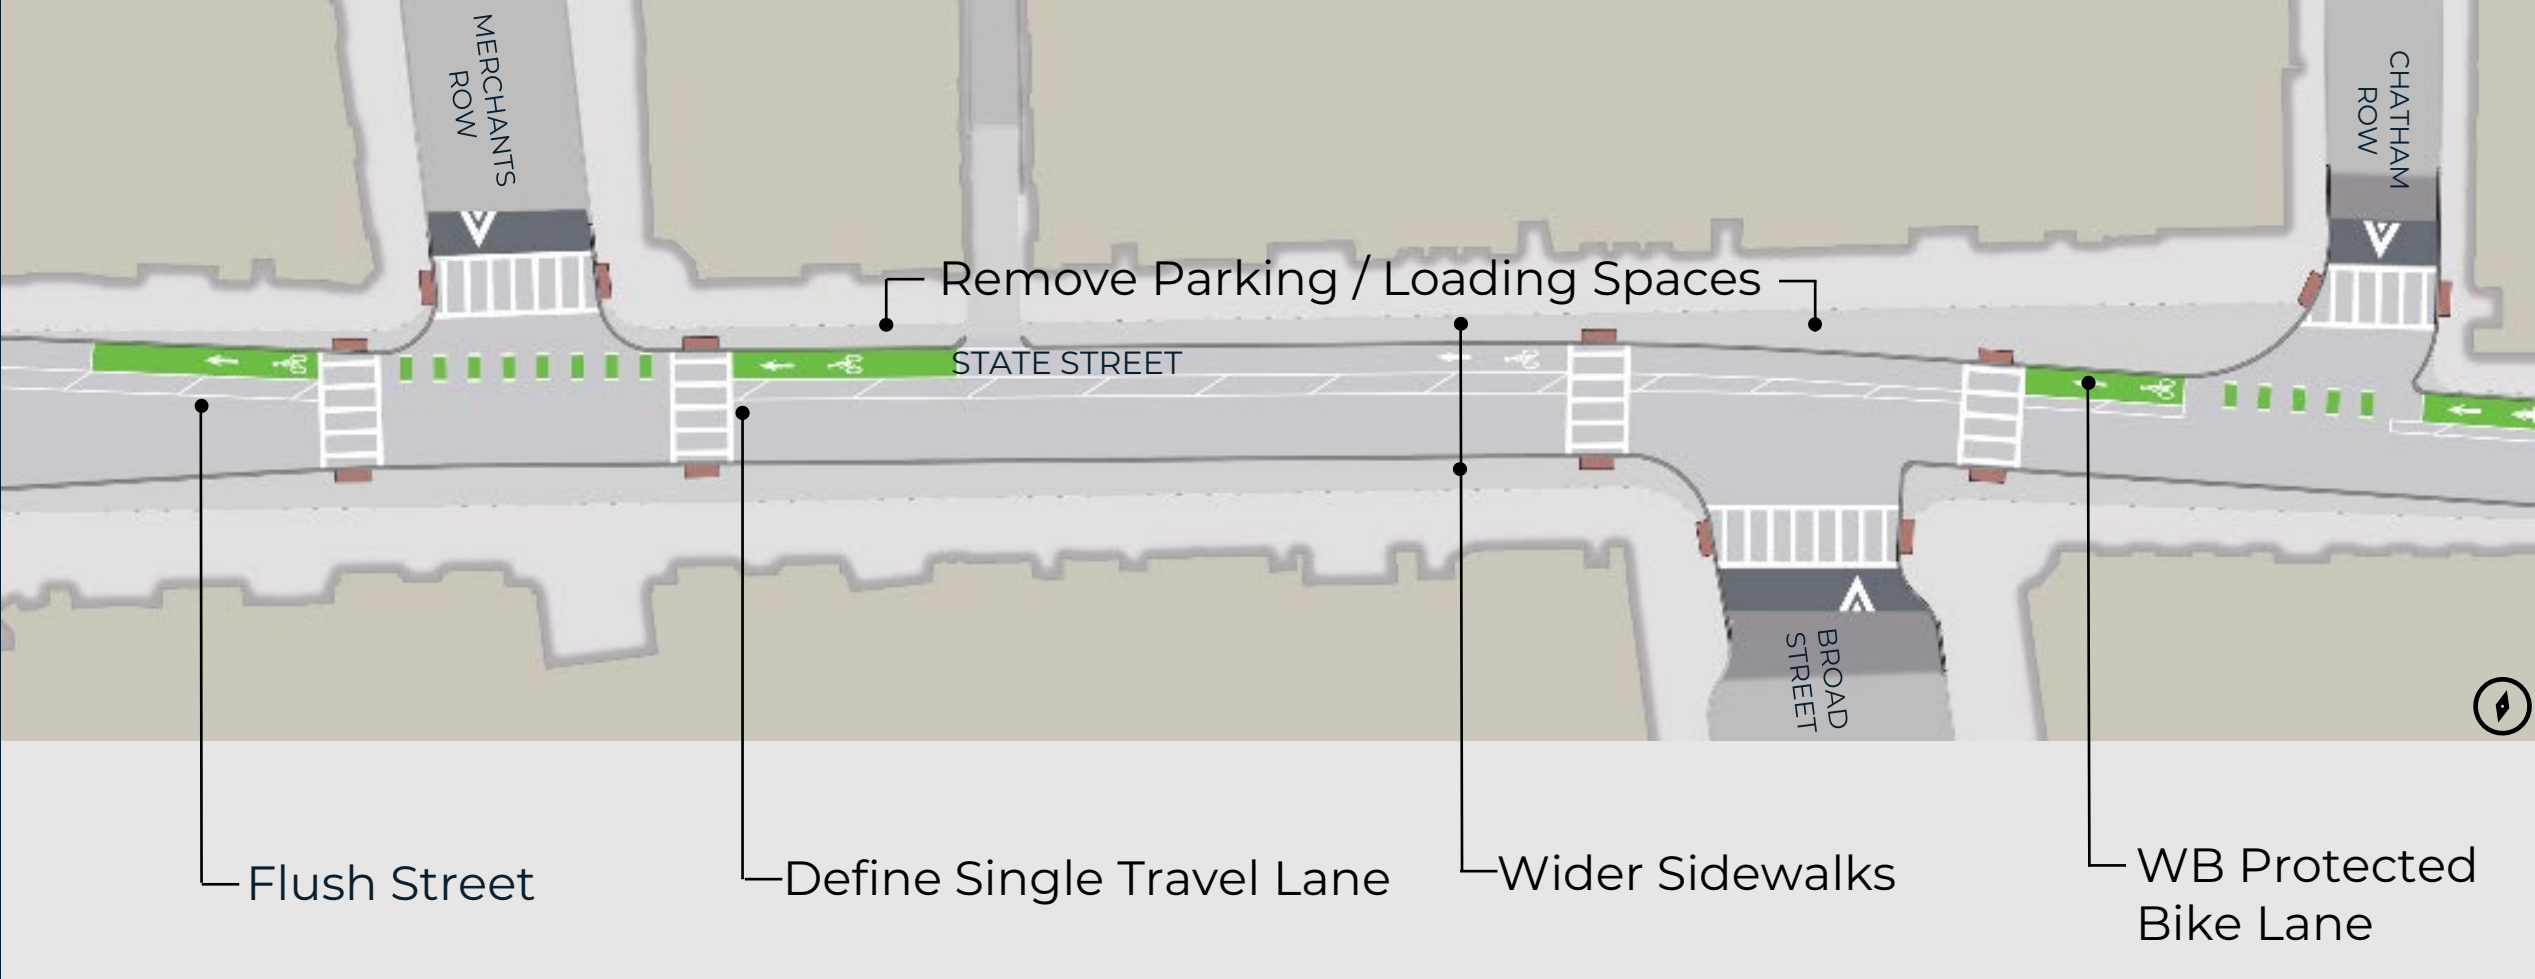 MERCHANTS
ROW
CHATHAM
ROW
Remove Parking / Loading Spaces
STATE STREET
BROAD
STREET
Flush Street
Define Single Travel Lane
Wider Sidewalks
WB Protected
Bike Lane